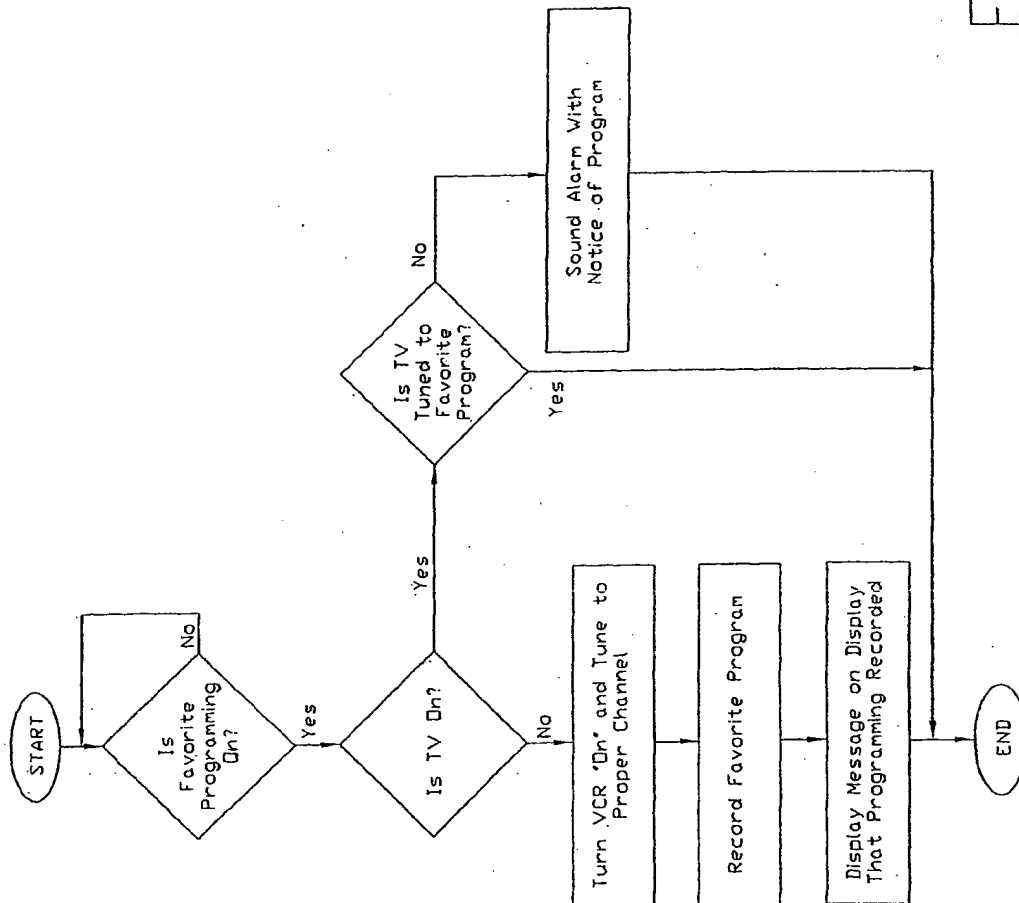 START
Is
Favorite
Programming
On?
No
Yes
Is TV On?
Yes
No
Is TV
Tuned to
Favorite
Program?
No
Yes
Sound Alarm With
Notice of Program
Turn VCR "On" and Tune to
Proper Channel
Record Favorite Program
Display Message on Display
That Programming Recorded
END